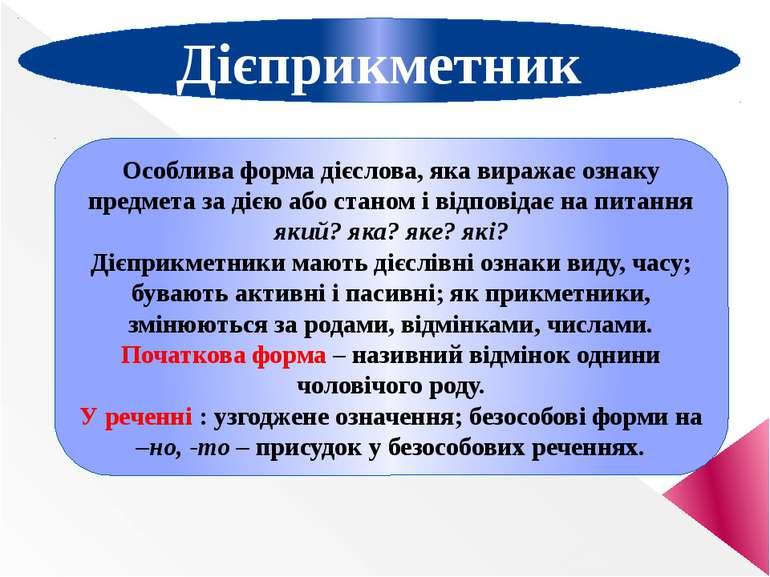 Дієприкметник
Особлива форма дієслова, яка виражає ознаку
предмета за дією або станом і відповідає на питання
який? яка? яке? які?
Дієприкметники мають дієслівні ознаки виду, часу;
бувають активні і пасивні; як прикметники,
змінюються за родами, відмінками, числами.
Початкова форма – називний відмінок однини
чоловічого роду.
У реченні : узгоджене означення; безособові форми на
–но, -то – присудок у безособових реченнях.